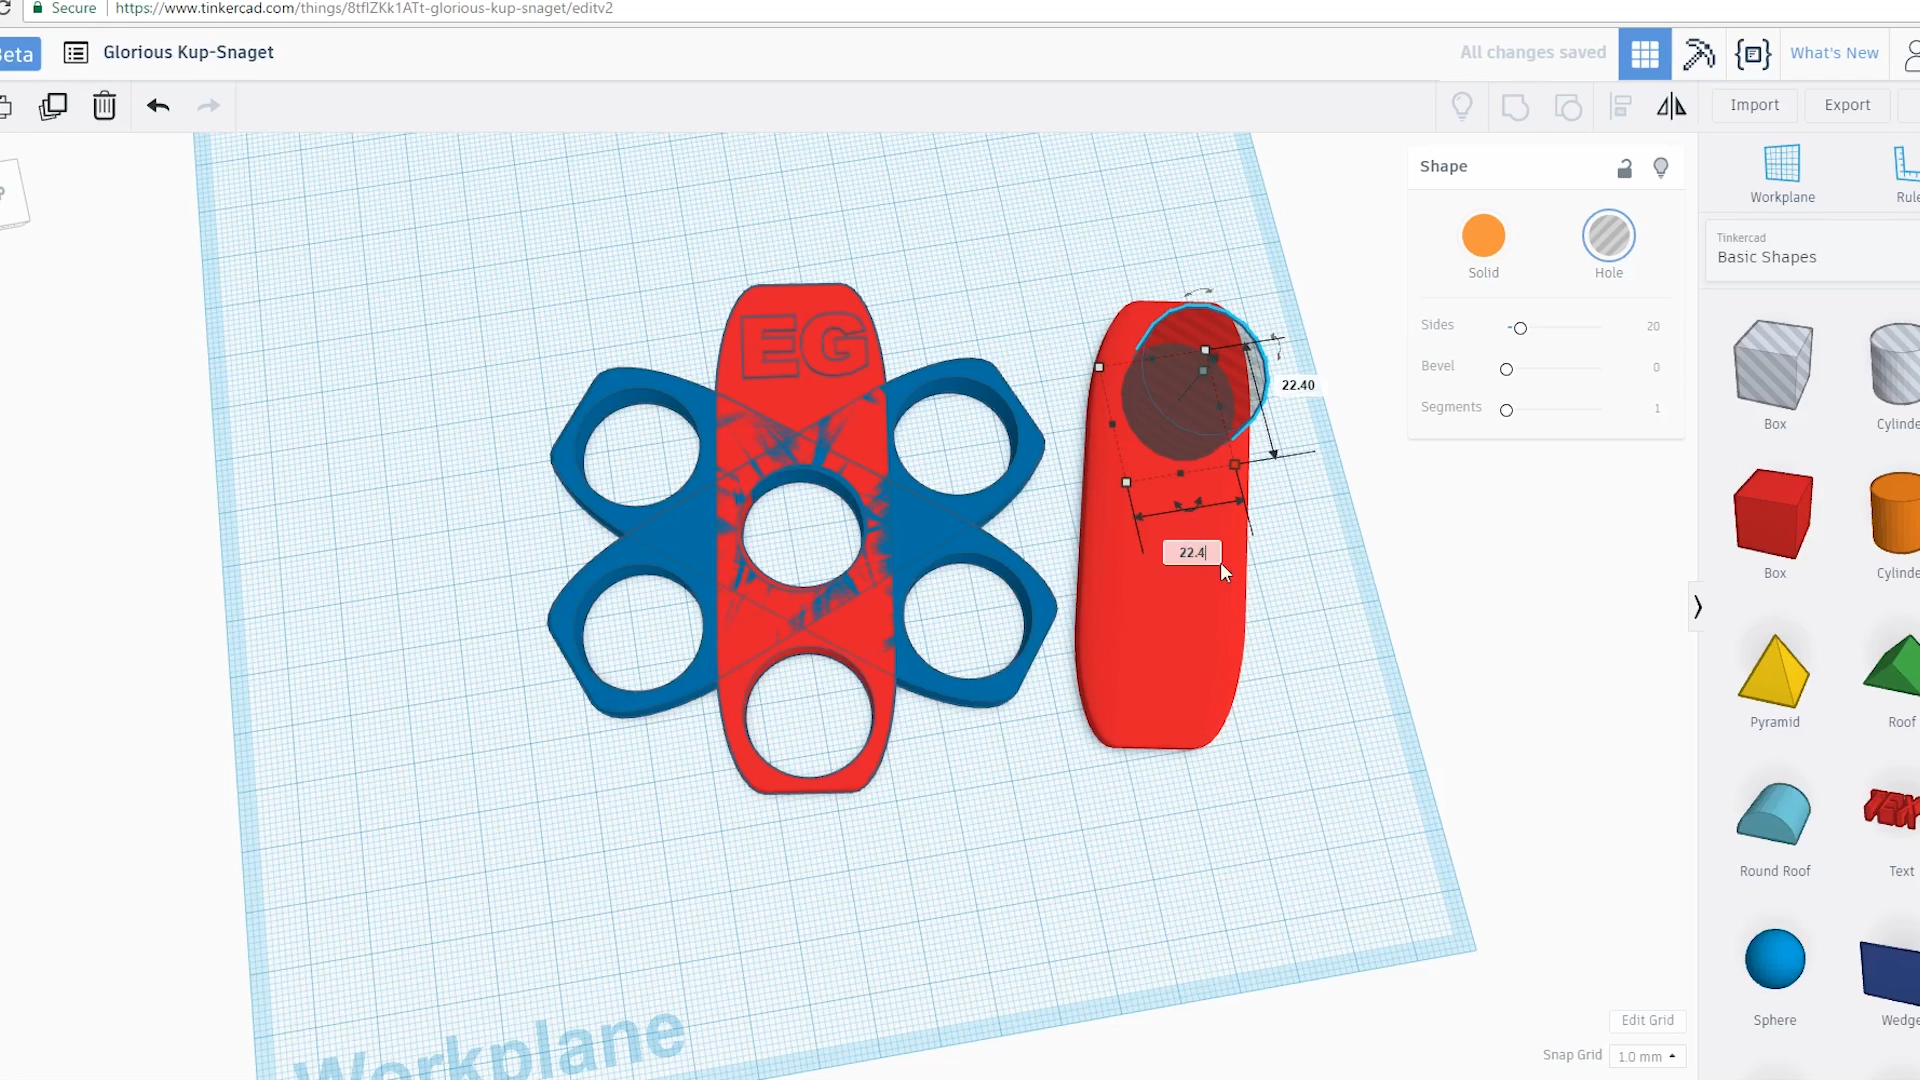 Secure https://www.tinkercad.com/things/8tflZKk1ATt-glorious-kup-snaget/editv2
Beta Glorious Kup-Snaget All changes saved What's New
Import Export
Shape
Solid Hole
Sides 20
Bevel 0
Segments 1
Workplane
Tinkercad
Basic Shapes
Box
Box
Pyramid Roof
Round Roof Text
Sphere
EG
22.40
22.4
Workplane
Edit Grid
Snap Grid 1.0 mm